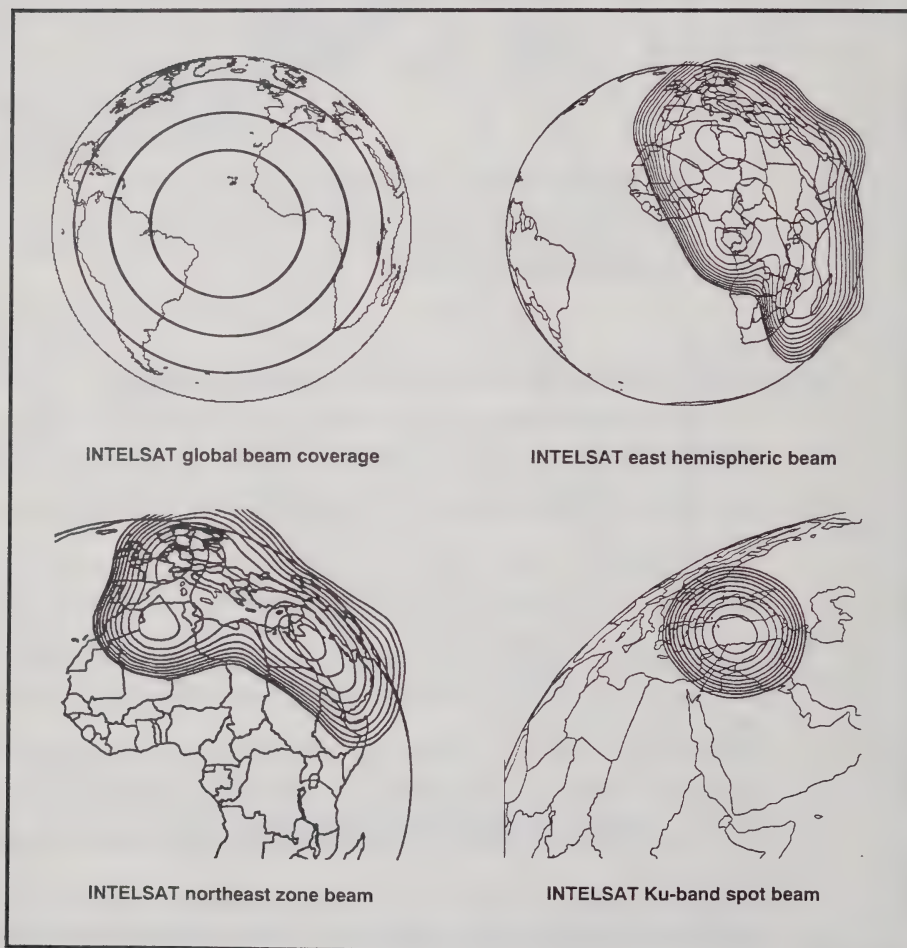 INTELSAT global beam coverage
INTELSAT east hemispheric beam
INTELSAT northeast zone beam
INTELSAT Ku-band spot beam